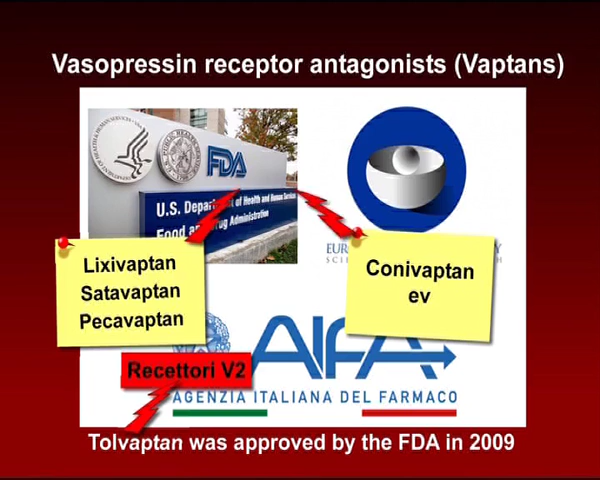 Vasopressin receptor antagonists (Vaptans)
FDA
U.S. Depart of Health and Human Services
Food and Drug Administration
Lixivaptan
Satavaptan
Pecavaptan
Conivaptan
ev
Recettori V2
AIFA
AGENZIA ITALIANA DEL FARMACO
Tolvaptan was approved by the FDA in 2009